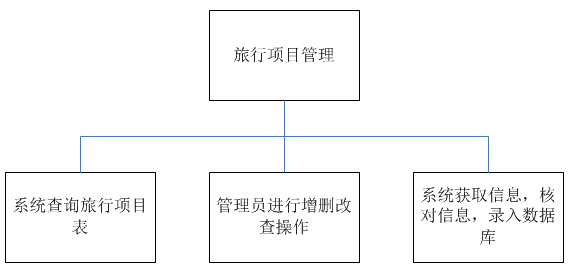 旅行项目管理
系统查询旅行项目
表
管理员进行增删改
查操作
系统获取信息，核
对信息，录入数据
库